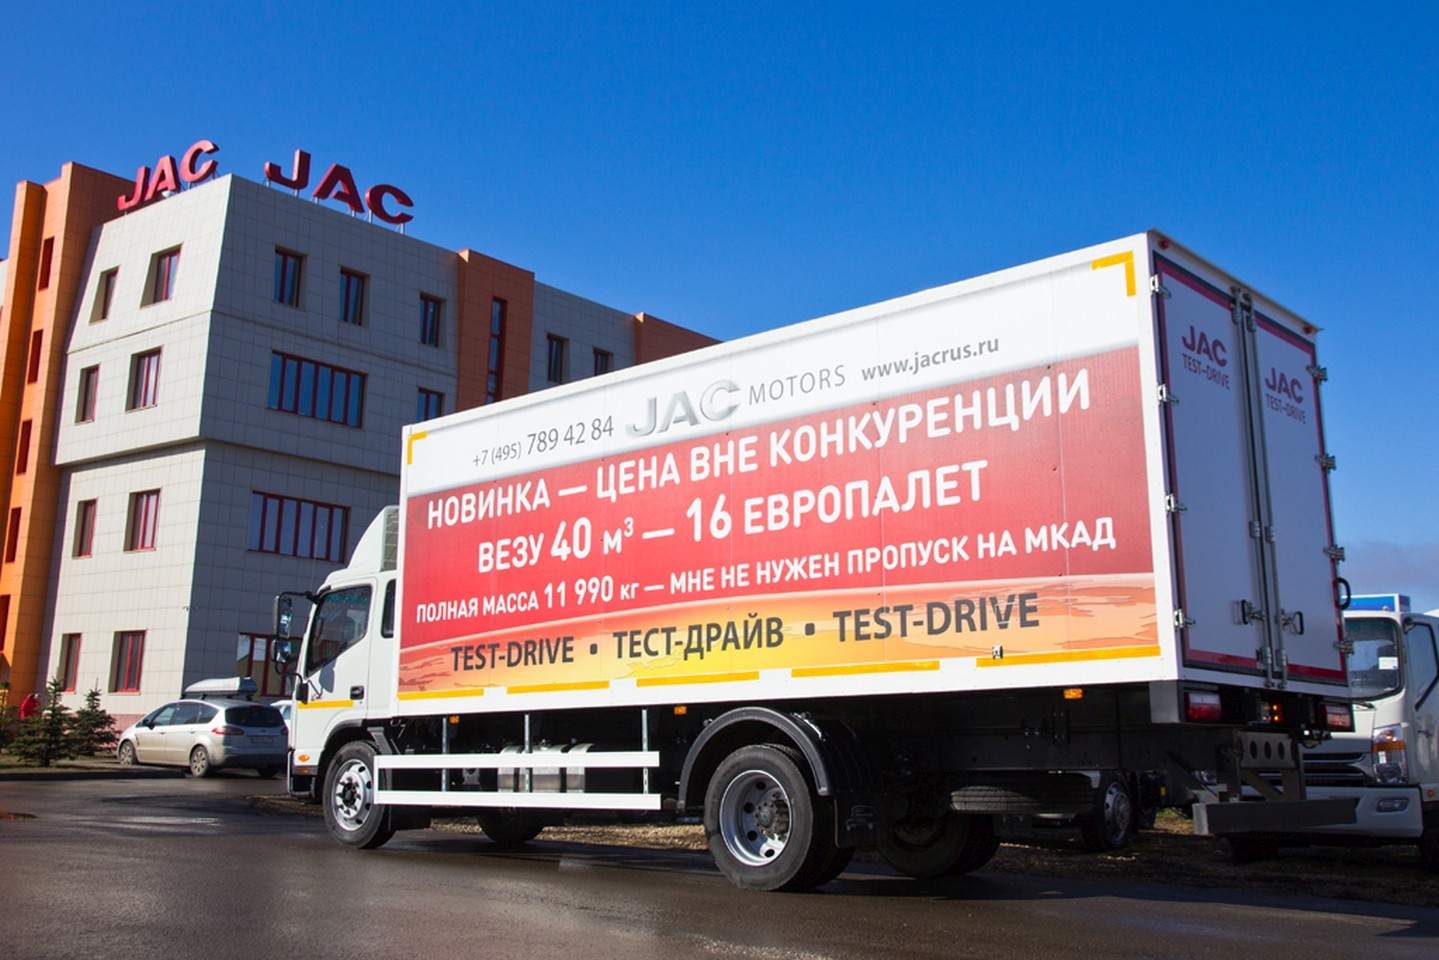 JAC JAC
+7 (495) 789 42 84 JAC MOTORS www.jacrus.ru
НОВИНКА — ЦЕНА ВНЕ КОНКУРЕНЦИИ
ВЕЗУ 40 м³ — 16 ЕВРОПАЛЕТ
ПОЛНАЯ МАССА 11 990 кг — МНЕ НЕ НУЖЕН ПРОПУСК НА МКАД
TEST-DRIVE ▪ ТЕСТ-ДРАЙВ ▪ TEST-DRIVE
JAC
TEST-DRIVE
JAC
TEST-DRIVE